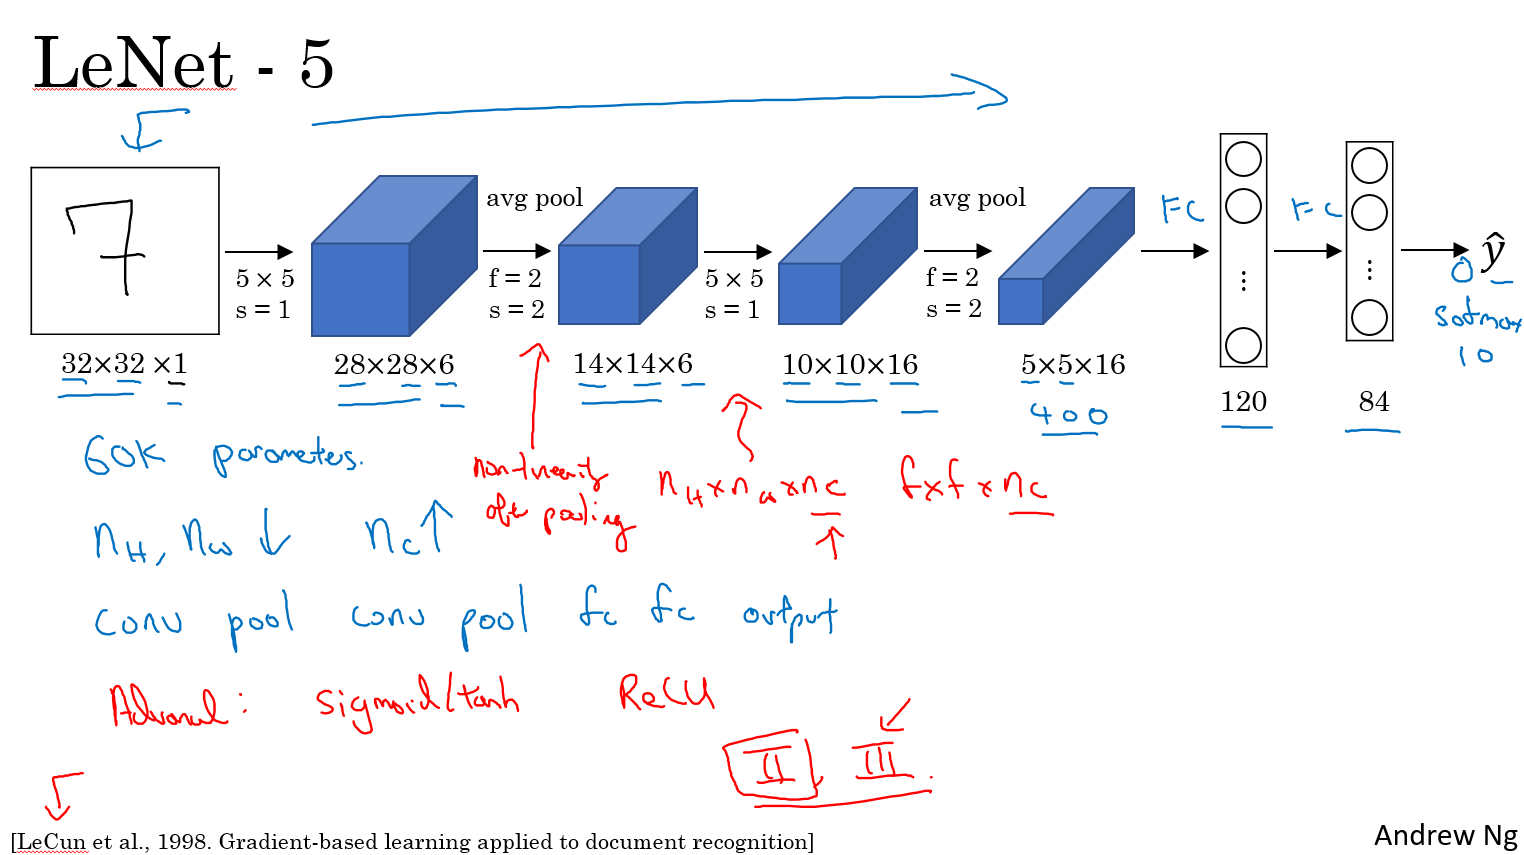 LeNet - 5
7
avg pool
avg pool
FC
FC
5 × 5
s = 1
f = 2
s = 2
5 × 5
s = 1
f = 2
s = 2
ŷ
softmax
10
32×32 ×1
28×28×6
14×14×6
10×10×16
5×5×16
400
120
84
60K parameters.
non-linearity
after pooling
nH×nW×nC
f×f×nC
nH, nW ↓ nC ↑
conv pool conv pool fc fc output
Advanced: sigmoid/tanh ReLU
II, III.
[LeCun et al., 1998. Gradient-based learning applied to document recognition]
Andrew Ng